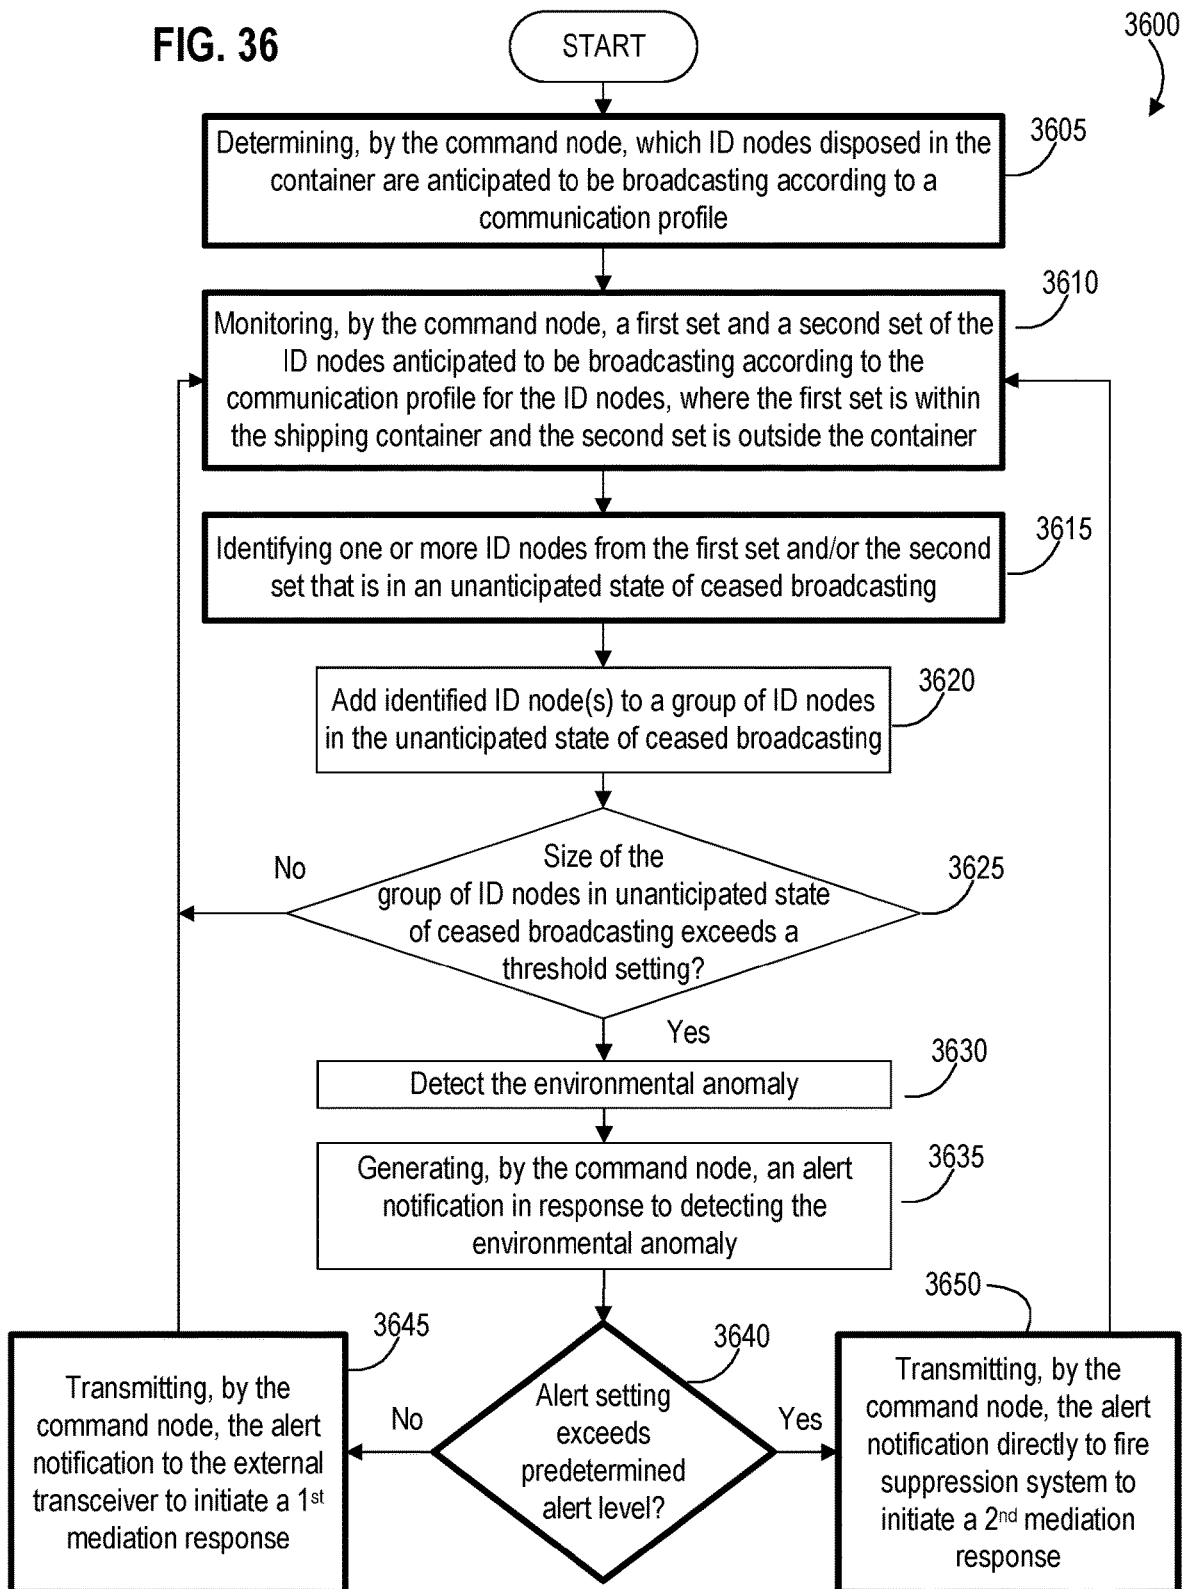 FIG. 36
START
3600
Determining, by the command node, which ID nodes disposed in the
container are anticipated to be broadcasting according to a
communication profile
3605
Monitoring, by the command node, a first set and a second set of the
ID nodes anticipated to be broadcasting according to the
communication profile for the ID nodes, where the first set is within
the shipping container and the second set is outside the container
3610
Identifying one or more ID nodes from the first set and/or the second
set that is in an unanticipated state of ceased broadcasting
3615
Add identified ID node(s) to a group of ID nodes
in the unanticipated state of ceased broadcasting
3620
Size of the
group of ID nodes in unanticipated state
of ceased broadcasting exceeds a
threshold setting?
3625
No
Yes
Detect the environmental anomaly
3630
Generating, by the command node, an alert
notification in response to detecting the
environmental anomaly
3635
Alert setting
exceeds
predetermined
alert level?
3640
No
Yes
Transmitting, by the
command node, the alert
notification to the external
transceiver to initiate a 1st
mediation response
3645
Transmitting, by the
command node, the alert
notification directly to fire
suppression system to
initiate a 2nd mediation
response
3650